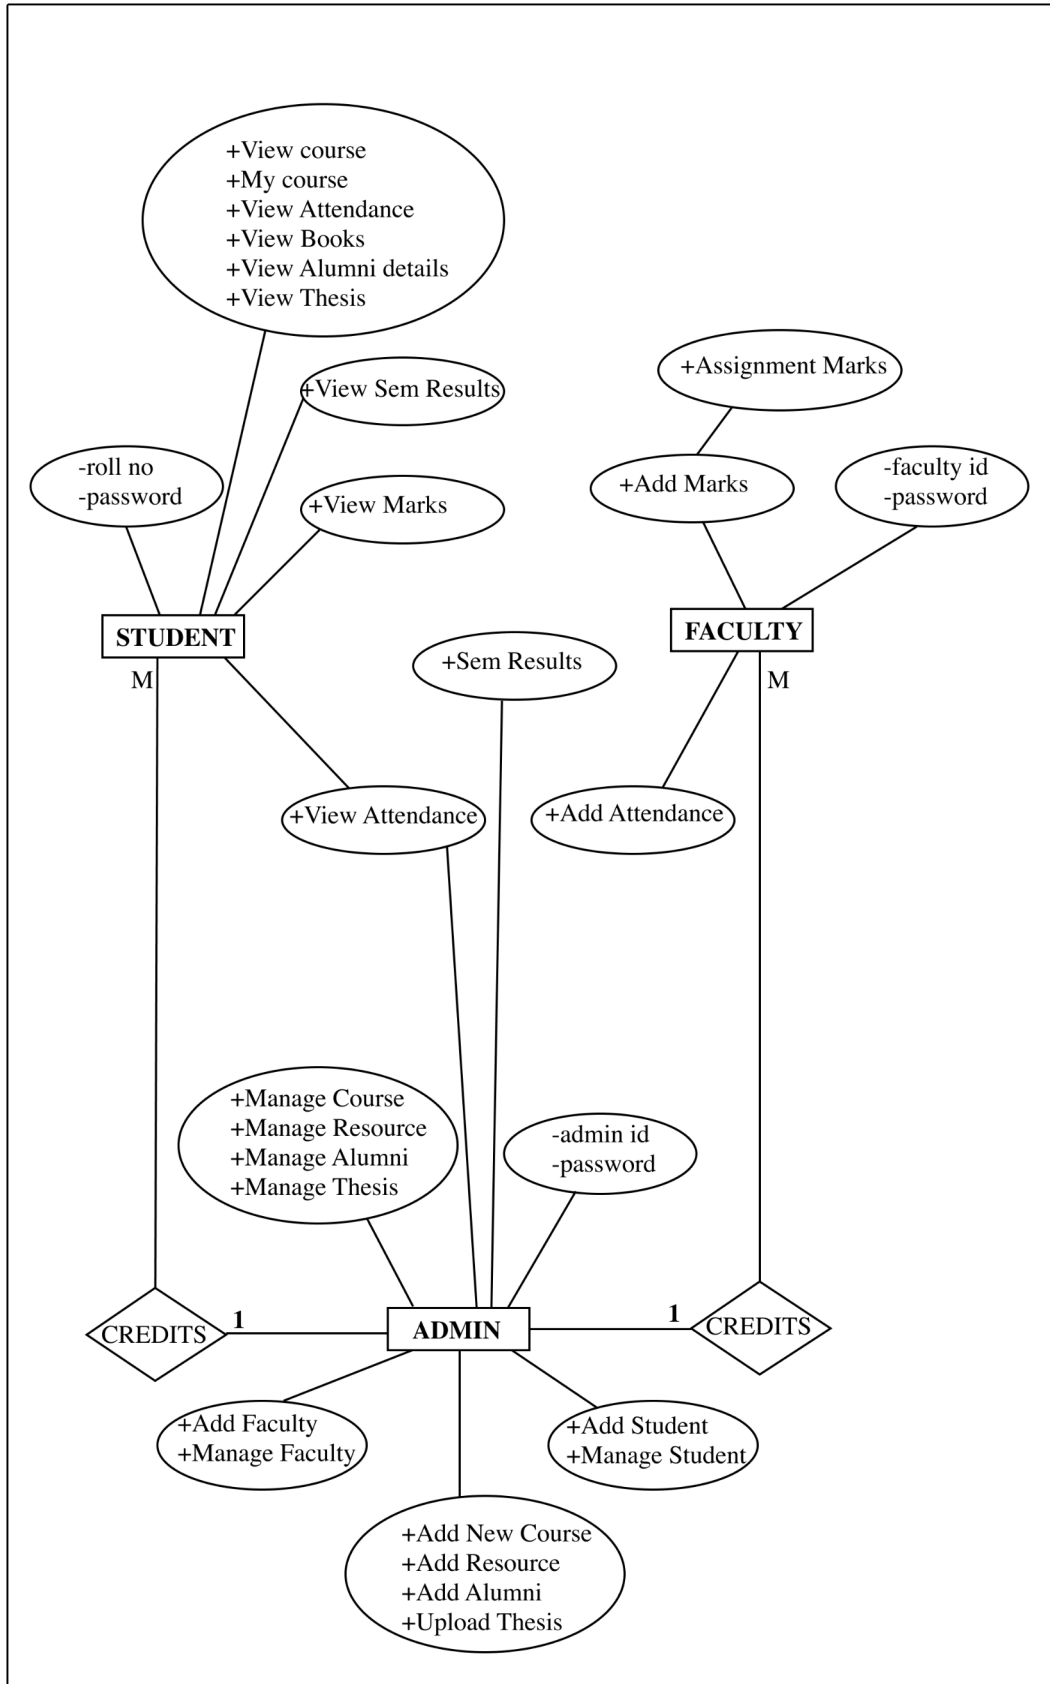 +View course
+My course
+View Attendance
+View Books
+View Alumni details
+View Thesis
+View Sem Results
+Assignment Marks
-roll no
-password
+View Marks
+Add Marks
-faculty id
-password
STUDENT
FACULTY
M
+Sem Results
M
+View Attendance
+Add Attendance
+Manage Course
+Manage Resource
+Manage Alumni
+Manage Thesis
-admin id
-password
CREDITS
1
ADMIN
1
CREDITS
+Add Faculty
+Manage Faculty
+Add Student
+Manage Student
+Add New Course
+Add Resource
+Add Alumni
+Upload Thesis